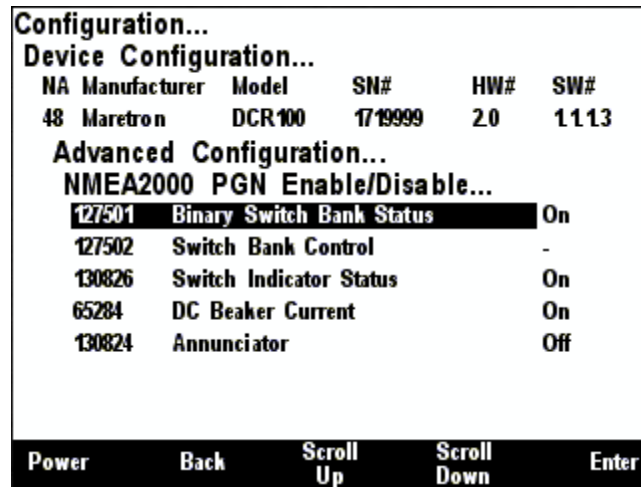 Configuration...
Device Configuration...
NA Manufacturer Model SN# HW# SW#
48 Maretron DCR100 1719999 2.0 1.1.1.3
Advanced Configuration...
NMEA2000 PGN Enable/Disable...
127501 Binary Switch Bank Status On
127502 Switch Bank Control -
130826 Switch Indicator Status On
65284 DC Beaker Current On
130824 Annunciator Off
Power Back Scroll Up Scroll Down Enter